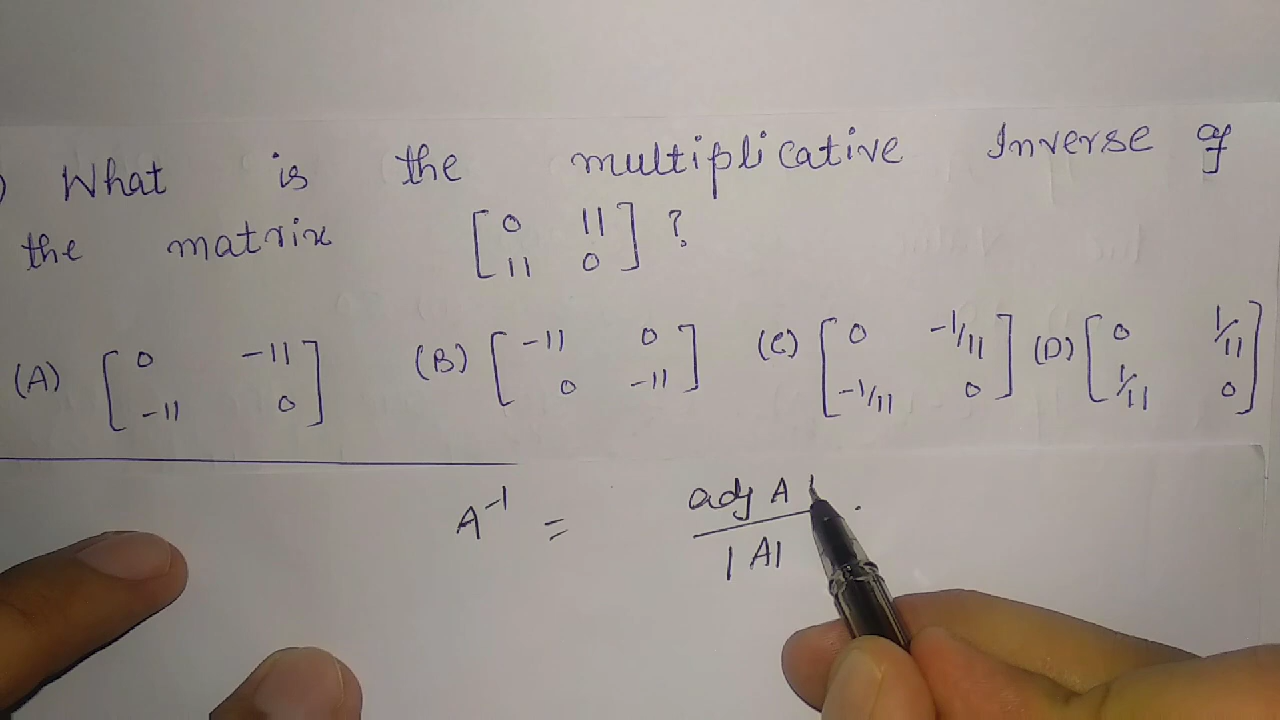 ) What is the multiplicative Inverse of
the matrix [0 11
11 0] ?
(A) [0 -11
-11 0] (B) [-11 0
0 -11] (C) [0 -1/11
-1/11 0] (D) [0 1/11
1/11 0]
A⁻¹ = adj A
|A|